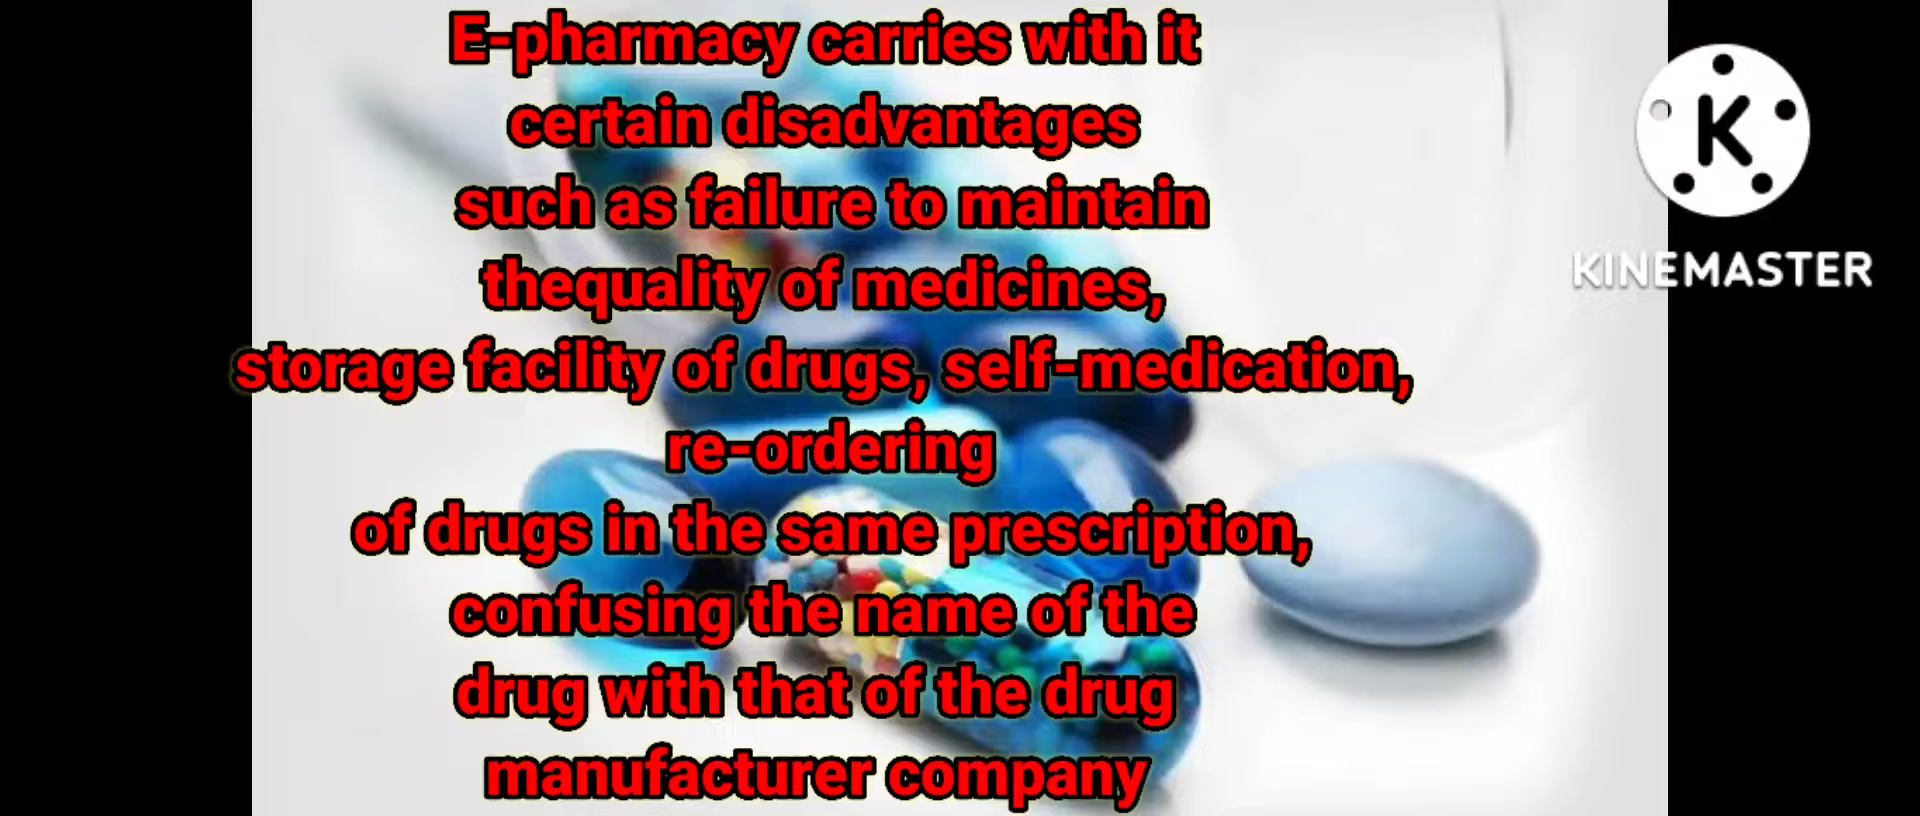 E-pharmacy carries with it
certain disadvantages
such as failure to maintain
thequality of medicines,
storage facility of drugs, self-medication,
re-ordering
of drugs in the same prescription,
confusing the name of the
drug with that of the drug
manufacturer company
K
KINEMASTER